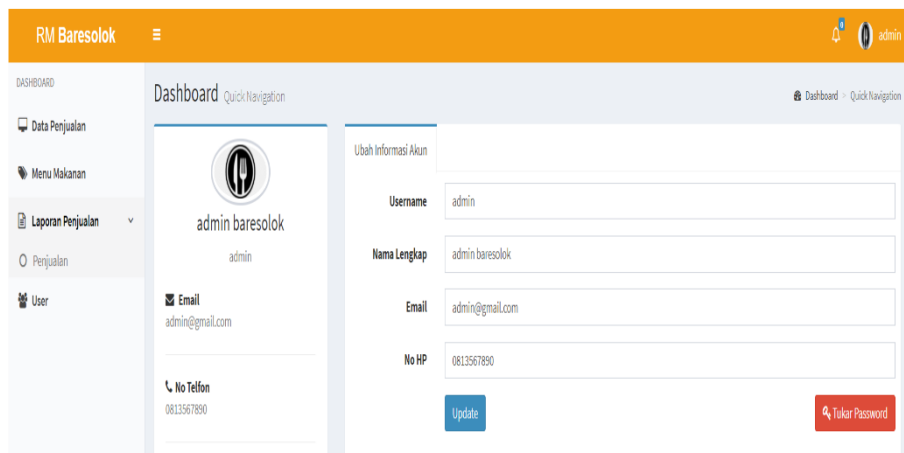 RM Baresolok
0
admin
DASHBOARD
Data Penjualan
Menu Makanan
Laporan Penjualan
Penjualan
User
Dashboard Quick Navigation
Dashboard > Quick Navigation
admin baresolok
admin
Email
admin@gmail.com
No Telfon
0813567890
Ubah Informasi Akun
Username admin
Nama Lengkap admin baresolok
Email admin@gmail.com
No HP 0813567890
Update
Tukar Password